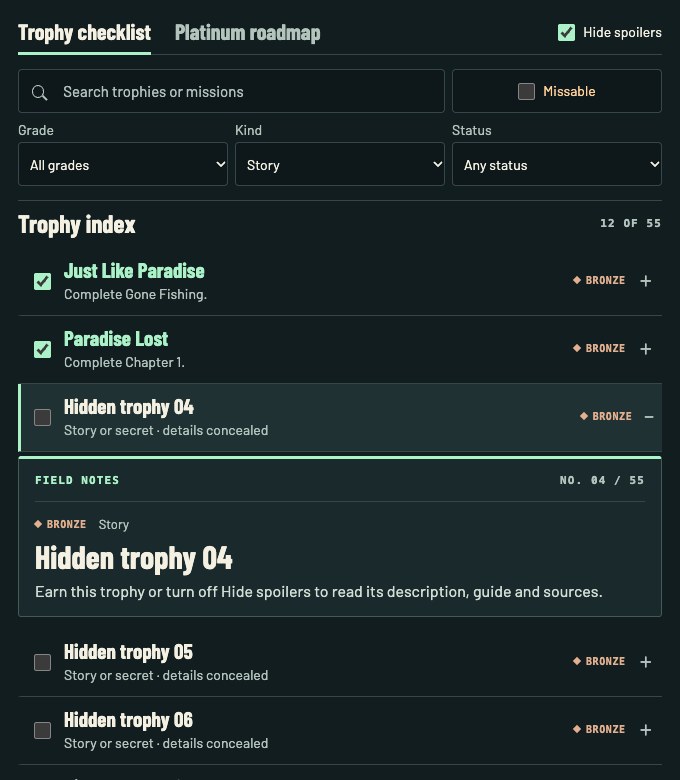 Trophy checklist
Platinum roadmap
Hide spoilers
Search trophies or missions
Missable
Grade
Kind
Status
All grades
Story
Any status
Trophy index
12 OF 55
Just Like Paradise
Complete Gone Fishing.
BRONZE
Paradise Lost
Complete Chapter 1.
BRONZE
Hidden trophy 04
Story or secret · details concealed
BRONZE
FIELD NOTES
NO. 04 / 55
BRONZE Story
Hidden trophy 04
Earn this trophy or turn off Hide spoilers to read its description, guide and sources.
Hidden trophy 05
Story or secret · details concealed
BRONZE
Hidden trophy 06
Story or secret · details concealed
BRONZE